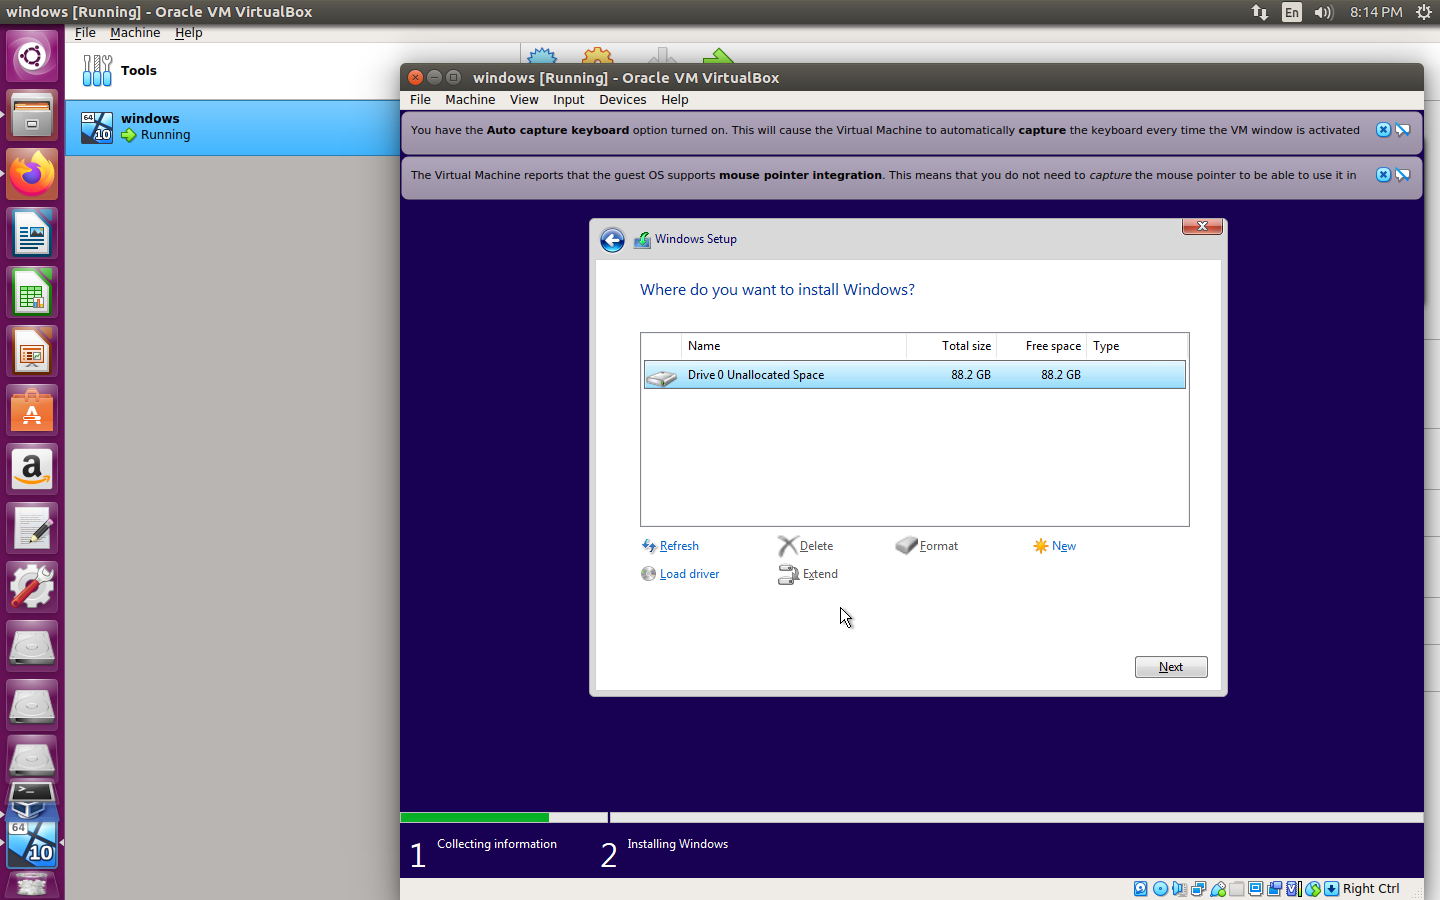 windows [Running] - Oracle VM VirtualBox
En
8:14 PM
File Machine Help
Tools
windows
Running
64
10
windows [Running] - Oracle VM VirtualBox
File Machine View Input Devices Help
You have the Auto capture keyboard option turned on. This will cause the Virtual Machine to automatically capture the keyboard every time the VM window is activated
The Virtual Machine reports that the guest OS supports mouse pointer integration. This means that you do not need to capture the mouse pointer to be able to use it in
Windows Setup
Where do you want to install Windows?
Name Total size Free space Type
Drive 0 Unallocated Space 88.2 GB 88.2 GB
Refresh Delete Format New
Load driver Extend
Next
1 Collecting information 2 Installing Windows
64
10
Right Ctrl